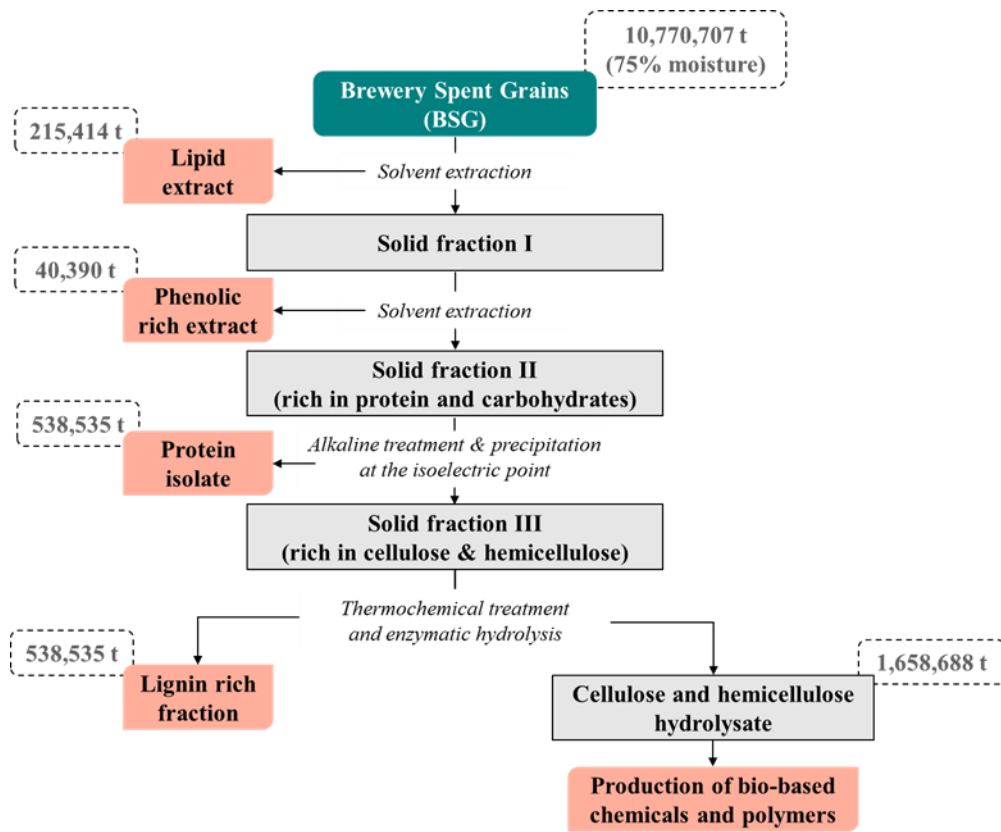 10,770,707 t
(75% moisture)
Brewery Spent Grains
(BSG)
215,414 t
Lipid
extract
Solvent extraction
Solid fraction I
40,390 t
Phenolic
rich extract
Solvent extraction
Solid fraction II
(rich in protein and carbohydrates)
538,535 t
Protein
isolate
Alkaline treatment & precipitation
at the isoelectric point
Solid fraction III
(rich in cellulose & hemicellulose)
Thermochemical treatment
and enzymatic hydrolysis
538,535 t
Lignin rich
fraction
1,658,688 t
Cellulose and hemicellulose
hydrolysate
Production of bio-based
chemicals and polymers